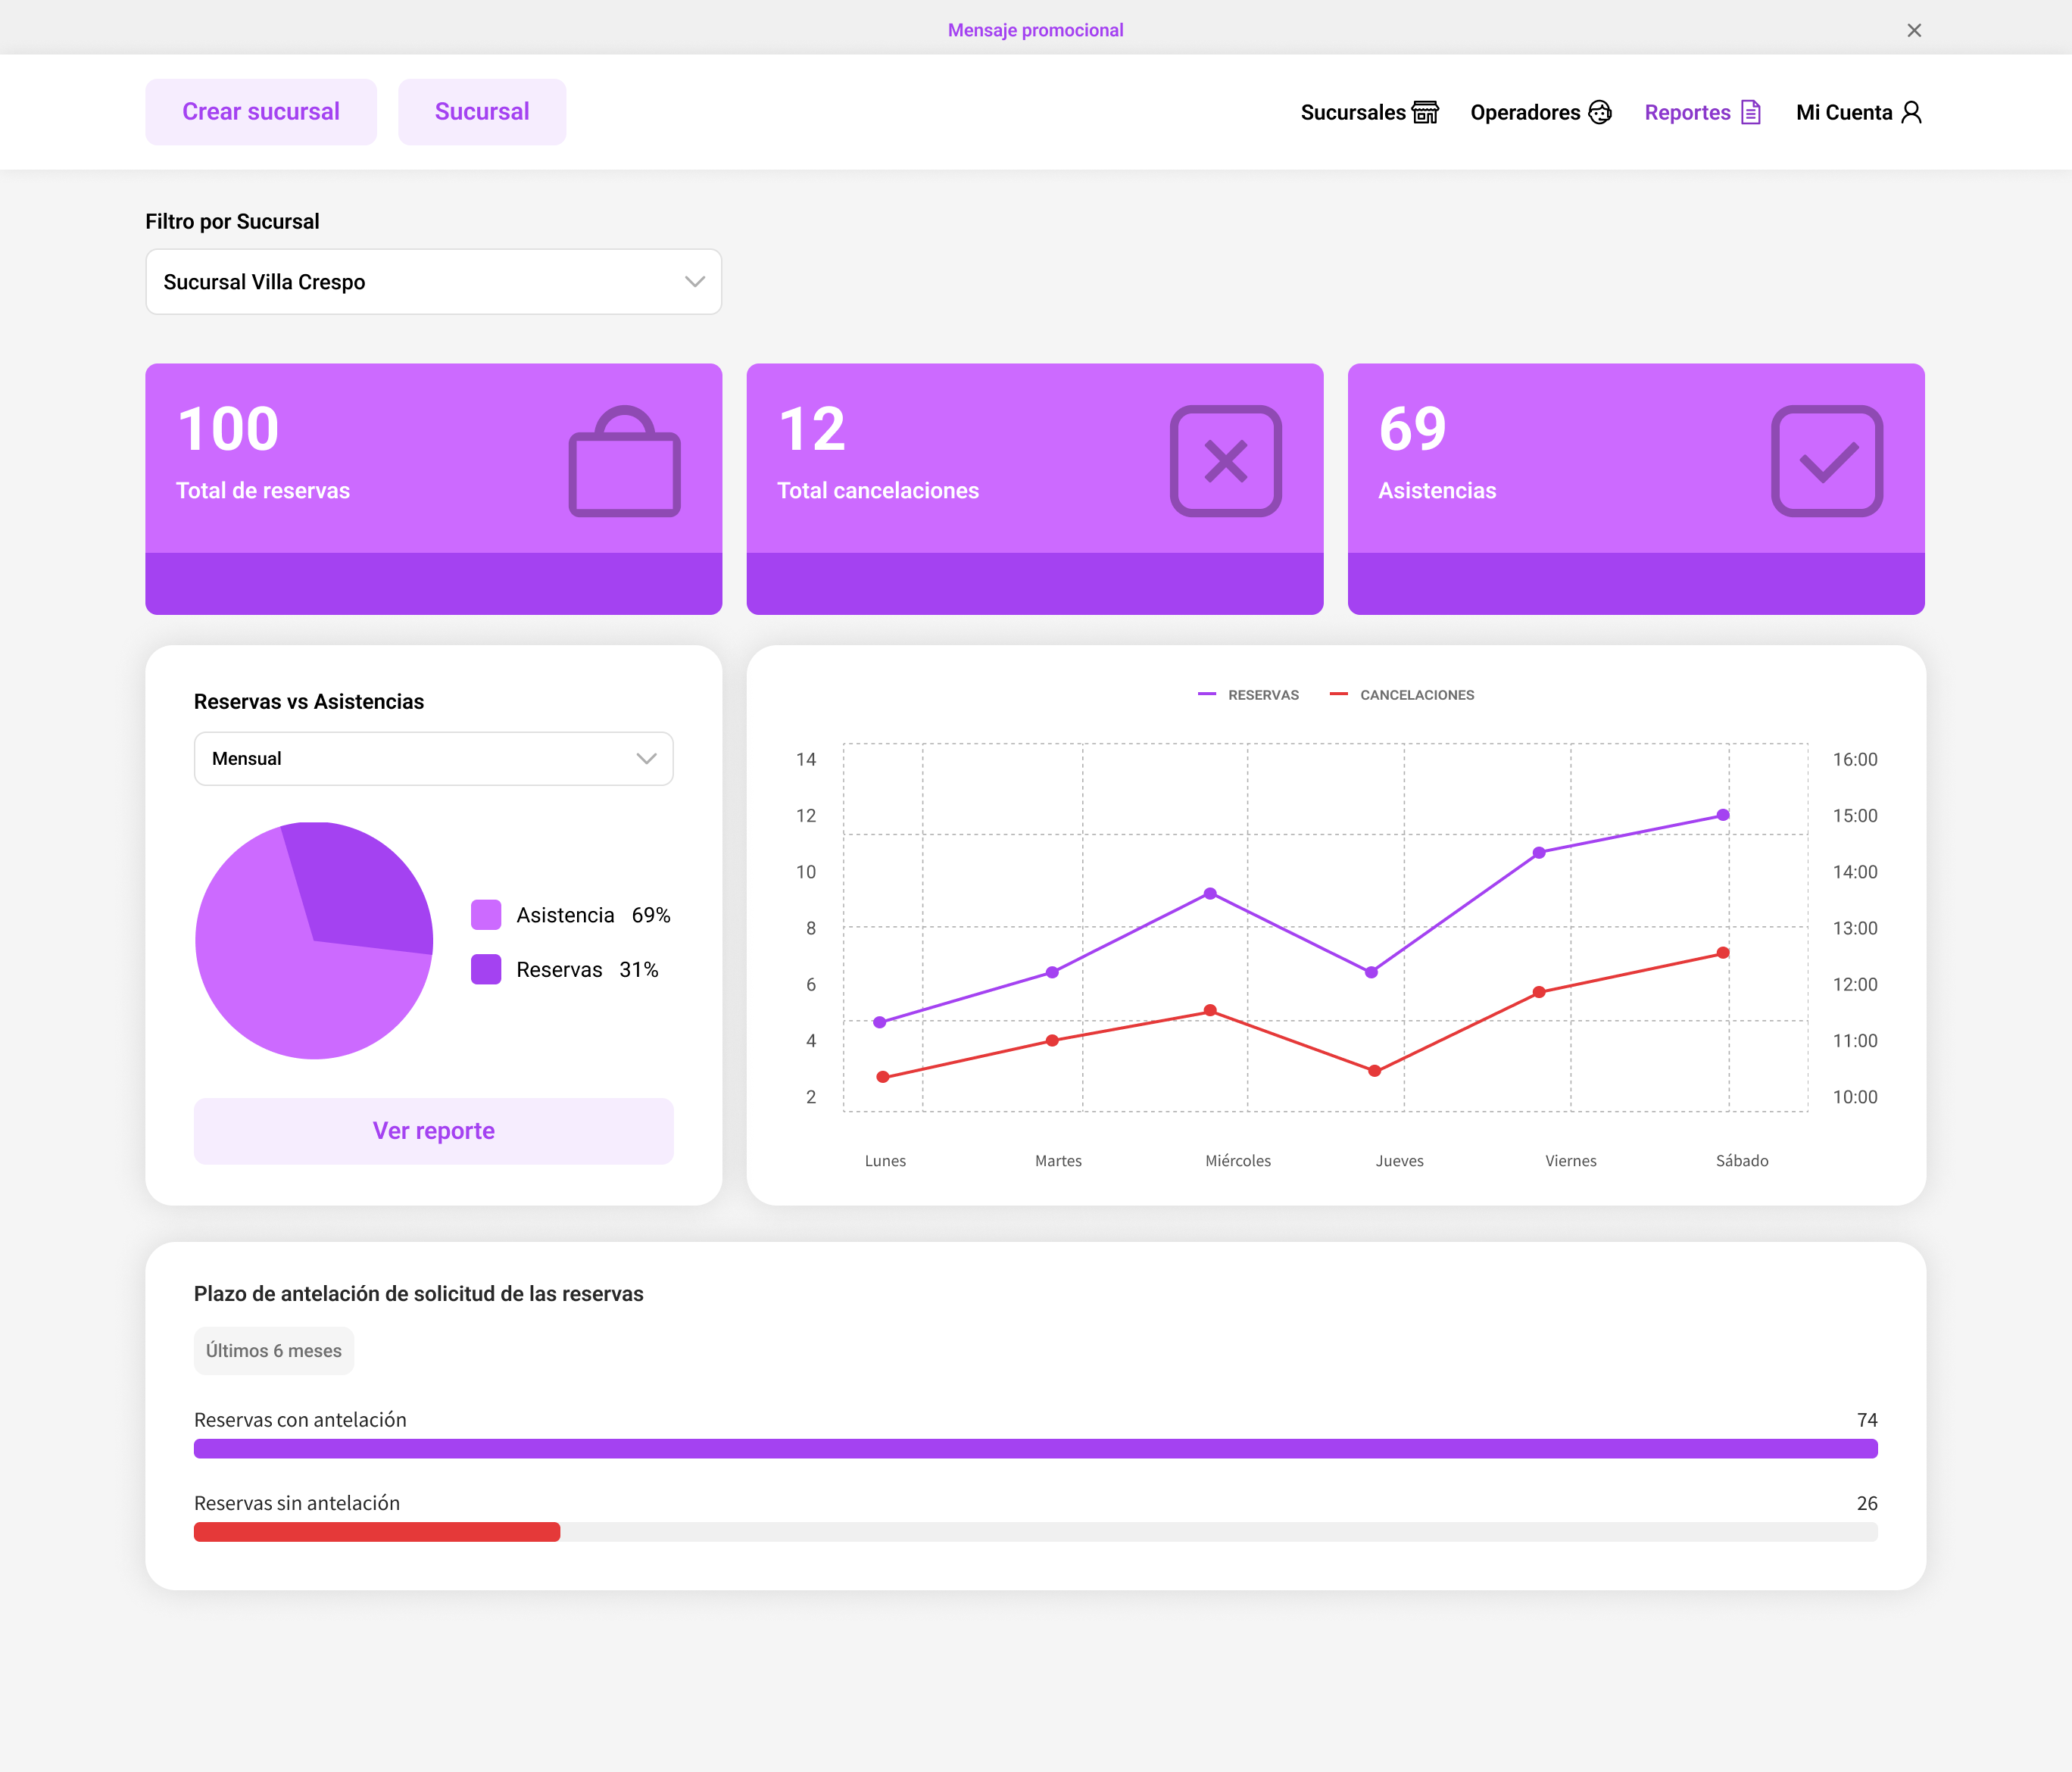 Mensaje promocional
Crear sucursal
Sucursal
Sucursales
Operadores
Reportes
Mi Cuenta
Filtro por Sucursal
Sucursal Villa Crespo
100
Total de reservas
12
Total cancelaciones
69
Asistencias
Reservas vs Asistencias
Mensual
Asistencia 69%
Reservas 31%
Ver reporte
RESERVAS
CANCELACIONES
14
12
10
8
6
4
2
16:00
15:00
14:00
13:00
12:00
11:00
10:00
Lunes
Martes
Miércoles
Jueves
Viernes
Sábado
Plazo de antelación de solicitud de las reservas
Últimos 6 meses
Reservas con antelación 74
Reservas sin antelación 26